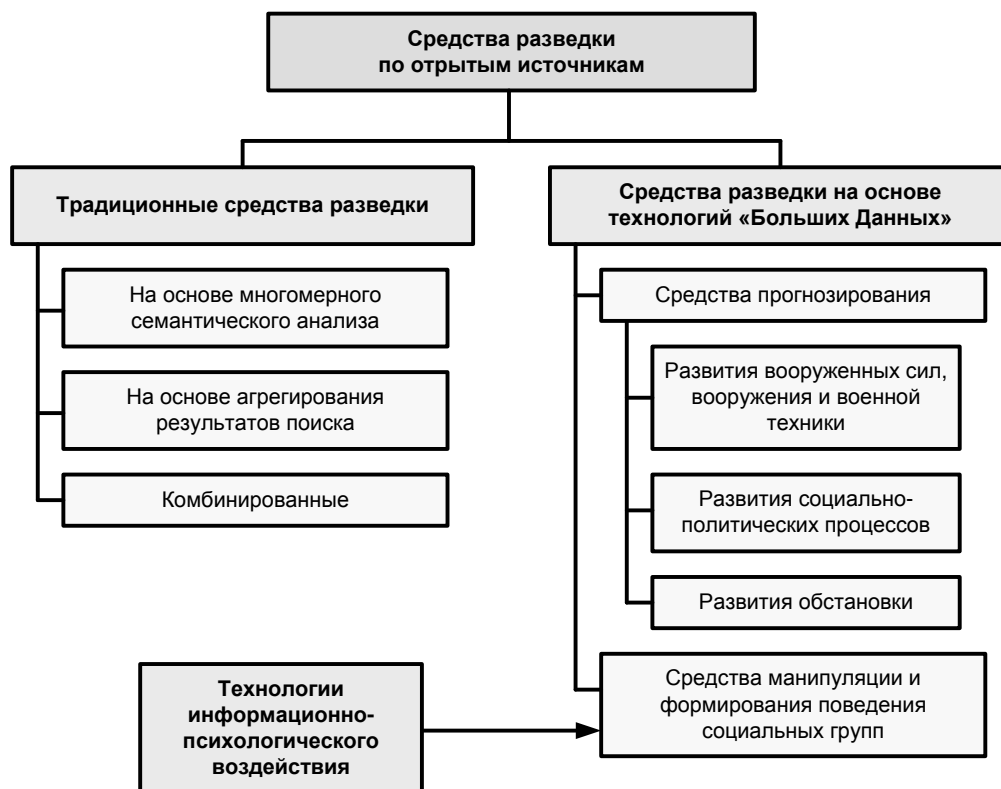 Средства разведки
по отрытым источникам
Традиционные средства разведки
На основе многомерного
семантического анализа
На основе агрегирования
результатов поиска
Комбинированные
Средства разведки на основе
технологий «Больших Данных»
Средства прогнозирования
Развития вооруженных сил,
вооружения и военной
техники
Развития социально-
политических процессов
Развития обстановки
Средства манипуляции и
формирования поведения
социальных групп
Технологии
информационно-
психологического
воздействия